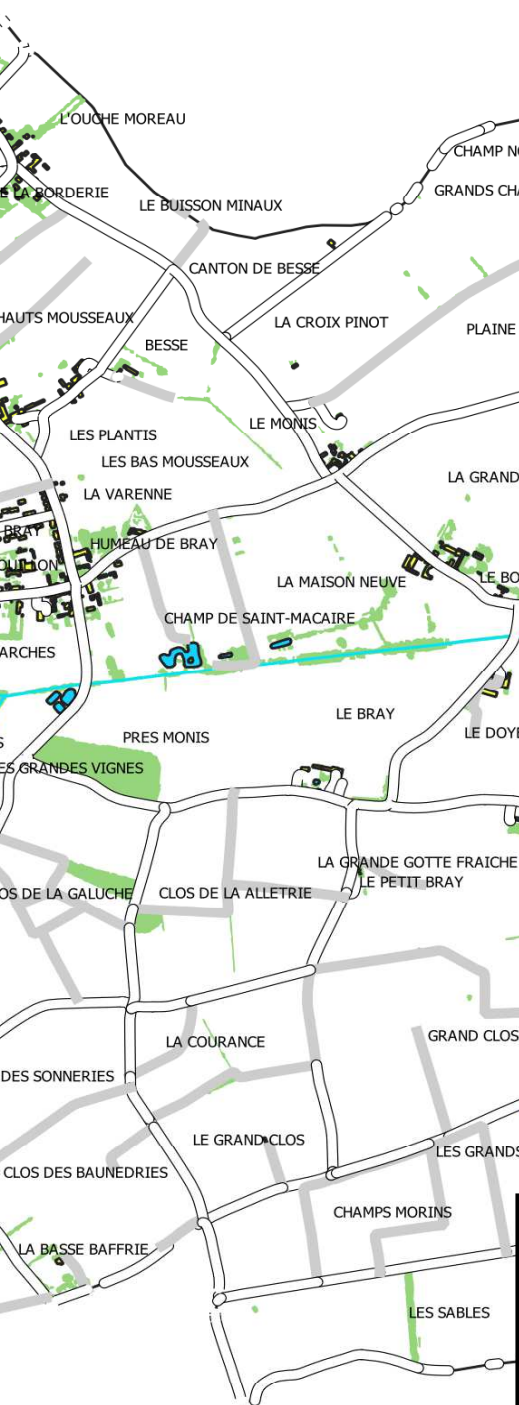 L'OUCHE MOREAU
CHAMP N
LA BORDERIE
GRANDS CHA
LE BUISSON MINAUX
CANTON DE BESSE
HAUTS MOUSSEAUX
LA CROIX PINOT
PLAINE
BESSE
LE MONIS
LES PLANTIS
LES BAS MOUSSEAUX
LA GRAND
LA VARENNE
BRAY
HUMEAU DE BRAY
LA MAISON NEUVE
LE BO
CHAMP DE SAINT-MACAIRE
ARCHES
LE BRAY
LE DOYE
PRES MONIS
S
ES GRANDES VIGNES
LA GRANDE GOTTE FRAICHE
LE PETIT BRAY
OS DE LA GALUCHE
CLOS DE LA ALLETRIE
LA COURANCE
GRAND CLOS
DES SONNERIES
LE GRAND CLOS
LES GRANDS
CLOS DES BAUNEDRIES
CHAMPS MORINS
LA BASSE BAFFRIE
LES SABLES